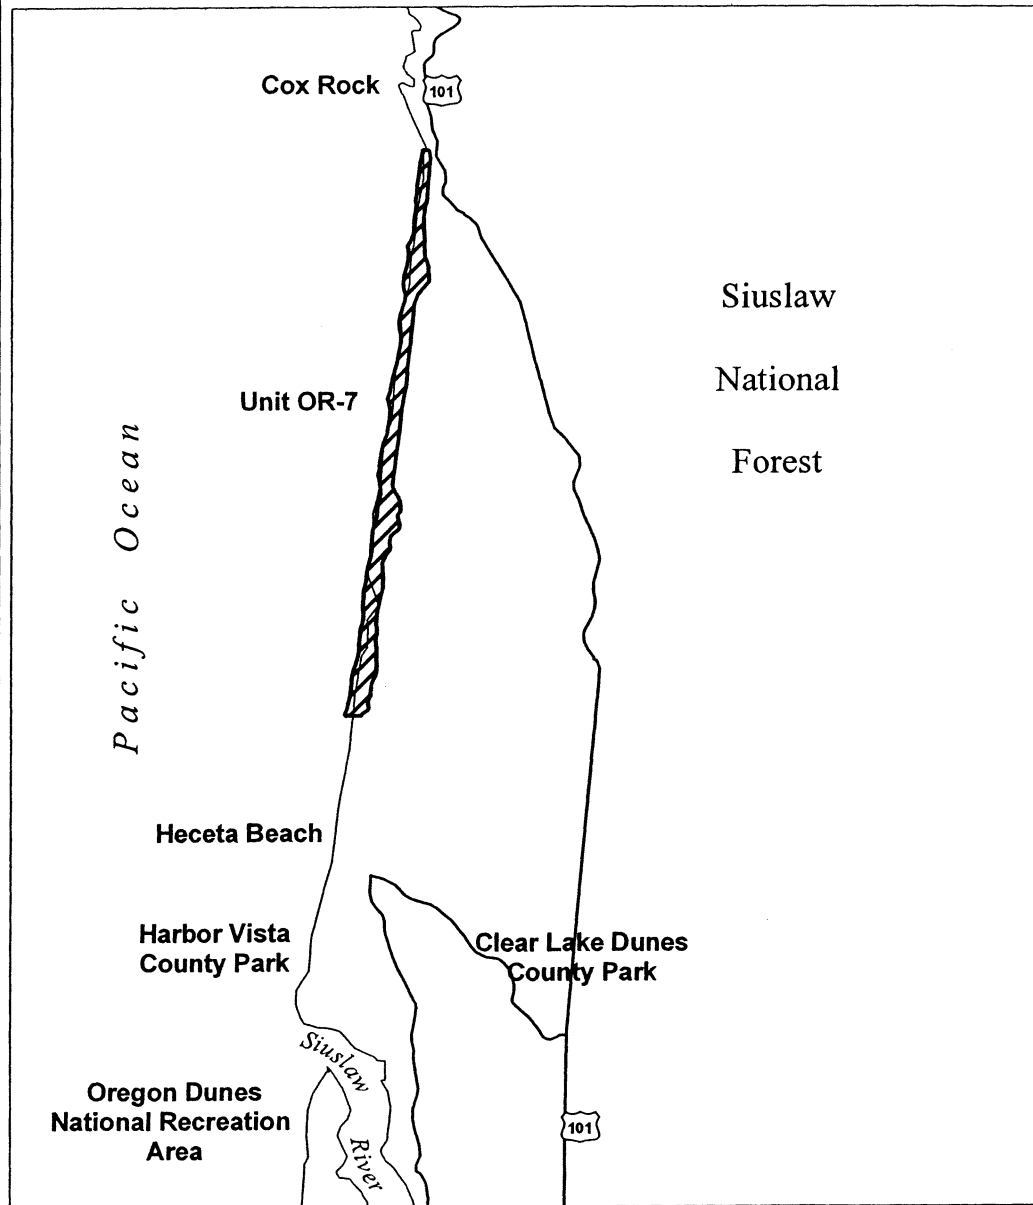 Cox Rock
101
Siuslaw
National
Forest
Unit OR-7
Pacific Ocean
Heceta Beach
Harbor Vista
County Park
Clear Lake Dunes
County Park
Siuslaw
River
Oregon Dunes
National Recreation
Area
101